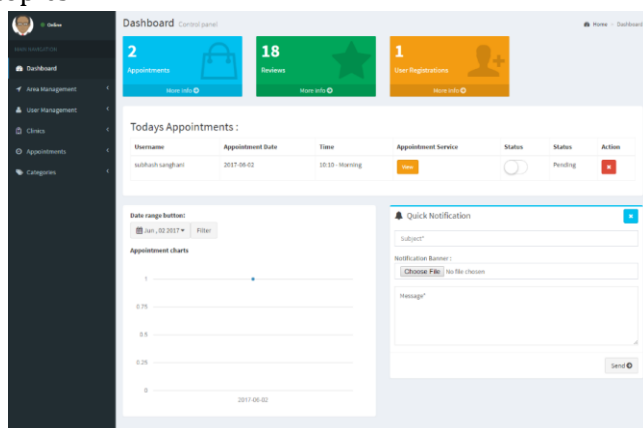 Online
MAIN NAVIGATION
Dashboard
Area Management
User Management
Clinics
Appointments
Categories
Dashboard Control panel
Home > Dashboard
2
Appointments
More info
18
Reviews
More info
1
User Registrations
More info
Todays Appointments :
Username Appointment Date Time Appointment Service Status Status Action
subhash sanghani 2017-06-02 10:10 - Morning View Pending
Date range button:
Jun , 02 2017 Filter
Appointment charts
1
0.75
0.5
0.25
0
2017-06-02
Quick Notification
Subject*
Notification Banner :
Choose File No file chosen
Message*
Send